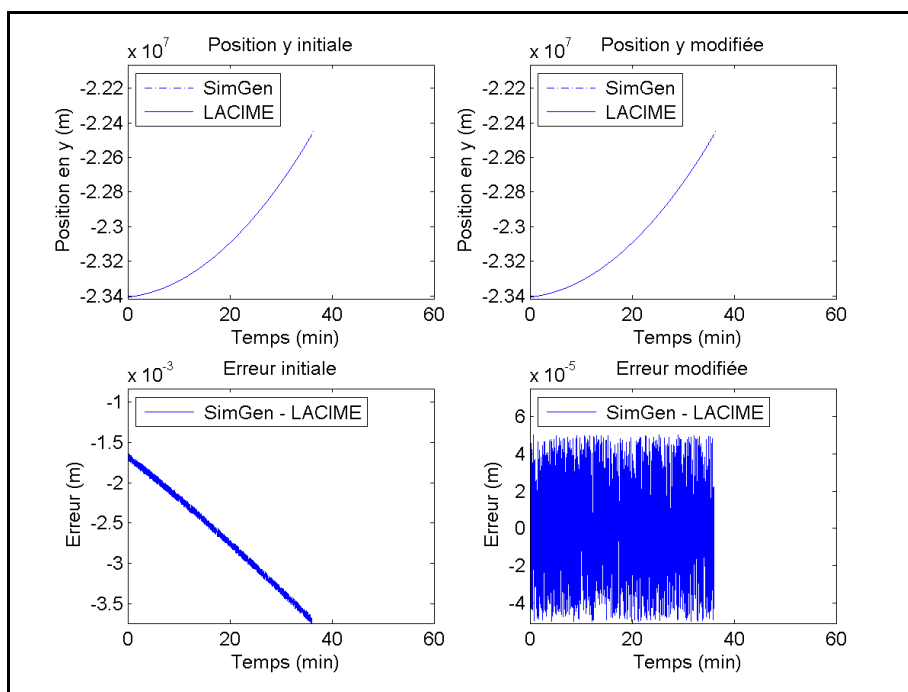 Position y initiale
x 10^7
Position en y (m)
-2.22
-2.24
-2.26
-2.28
-2.3
-2.32
-2.34
SimGen
LACIME
0 20 40 60
Temps (min)
Position y modifiée
x 10^7
Position en y (m)
-2.22
-2.24
-2.26
-2.28
-2.3
-2.32
-2.34
SimGen
LACIME
0 20 40 60
Temps (min)
Erreur initiale
x 10^-3
Erreur (m)
-1
-1.5
-2
-2.5
-3
-3.5
SimGen - LACIME
0 20 40 60
Temps (min)
Erreur modifiée
x 10^-5
Erreur (m)
6
4
2
0
-2
-4
SimGen - LACIME
0 20 40 60
Temps (min)